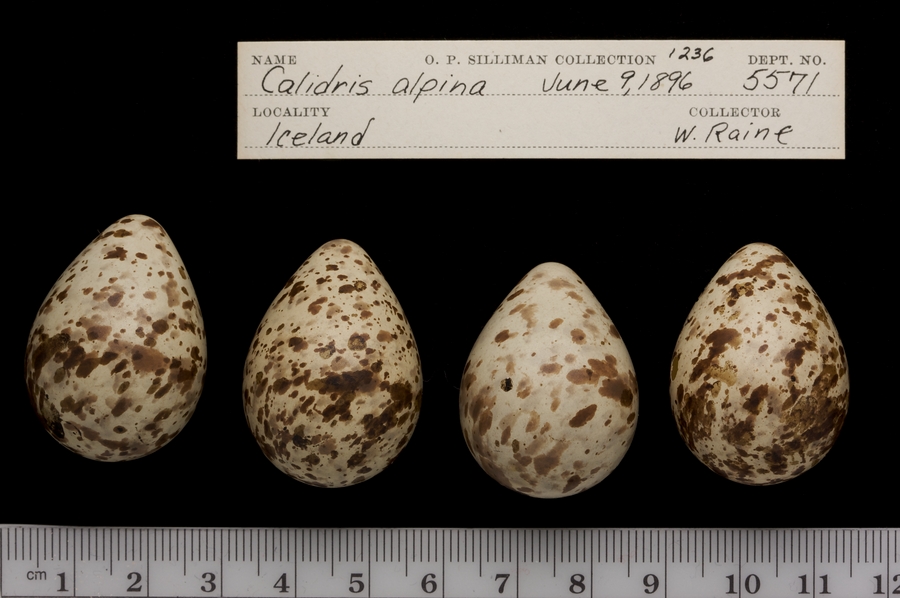 NAME O. P. SILLIMAN COLLECTION 1236 DEPT. NO.
Calidris alpina June 9, 1896 5571
LOCALITY COLLECTOR
Iceland W. Raine
cm 1 2 3 4 5 6 7 8 9 10 11 12